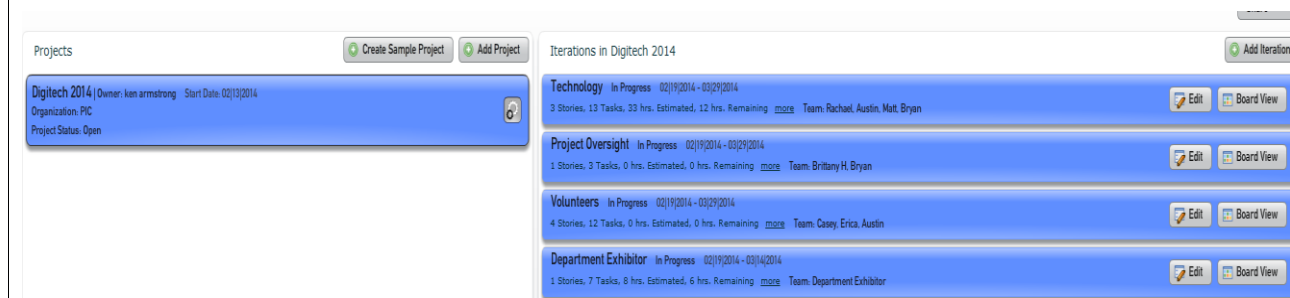 Projects
Create Sample Project
Add Project
Digitech 2014 | Owner: ken armstrong Start Date: 02|13|2014
Organization: PIC
Project Status: Open
Iterations in Digitech 2014
Add Iteration
Technology In Progress 02|19|2014 - 03|29|2014
3 Stories, 13 Tasks, 33 hrs. Estimated, 12 hrs. Remaining more Team: Rachael, Austin, Matt, Bryan
Edit
Board View
Project Oversight In Progress 02|19|2014 - 03|29|2014
1 Stories, 3 Tasks, 0 hrs. Estimated, 0 hrs. Remaining more Team: Brittany H, Bryan
Edit
Board View
Volunteers In Progress 02|19|2014 - 03|29|2014
4 Stories, 12 Tasks, 0 hrs. Estimated, 0 hrs. Remaining more Team: Casey, Erica, Austin
Edit
Board View
Department Exhibitor In Progress 02|19|2014 - 03|14|2014
1 Stories, 7 Tasks, 8 hrs. Estimated, 6 hrs. Remaining more Team: Department Exhibitor
Edit
Board View